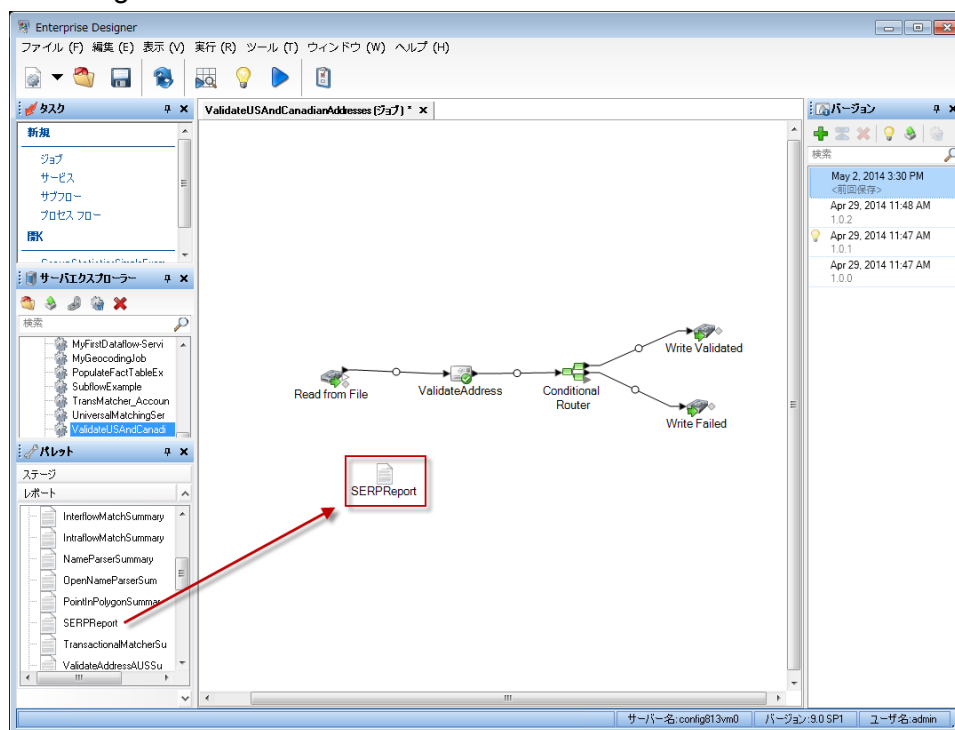 Enterprise Designer
ファイル (F) 編集 (E) 表示 (V) 実行 (R) ツール (T) ウィンドウ (W) ヘルプ (H)
タスク
新規
ジョブ
サービス
サブフロー
プロセス フロー
開く
サーバエクスプローラー
検索
MyFirstDataflow-Servi
MyGeocodingJob
PopulateFactTableEx
SubflowExample
TransMatcher_Accoun
UniversalMatchingSer
ValidateUSAndCanadi
パレット
ステージ
レポート
InterflowMatchSummary
IntraflowMatchSummary
NameParserSummary
OpenNameParserSum
PointInPolygonSummar
SERPReport
TransactionalMatcherSu
ValidateAddressAUSSu
ValidateUSAndCanadianAddresses (ジョブ) *
Read from File
ValidateAddress
Conditional
Router
Write Validated
Write Failed
SERPReport
バージョン
検索
May 2, 2014 3:30 PM
<前回保存>
Apr 29, 2014 11:48 AM
1.0.2
Apr 29, 2014 11:47 AM
1.0.1
Apr 29, 2014 11:47 AM
1.0.0
サーバー名:config813vm0 バージョン:9.0 SP1 ユーザ名:admin